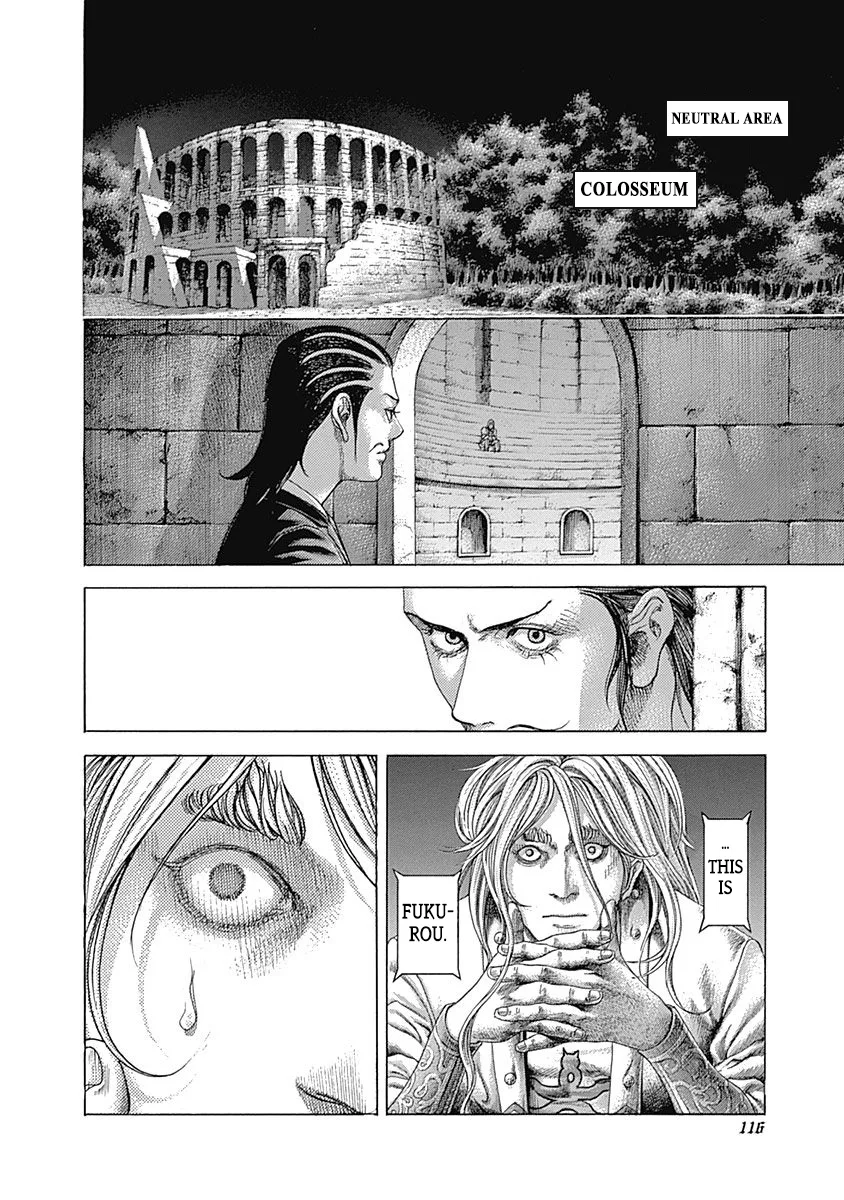 NEUTRAL AREA
COLOSSEUM
...
THIS
IS
FUKU-
ROU.
116